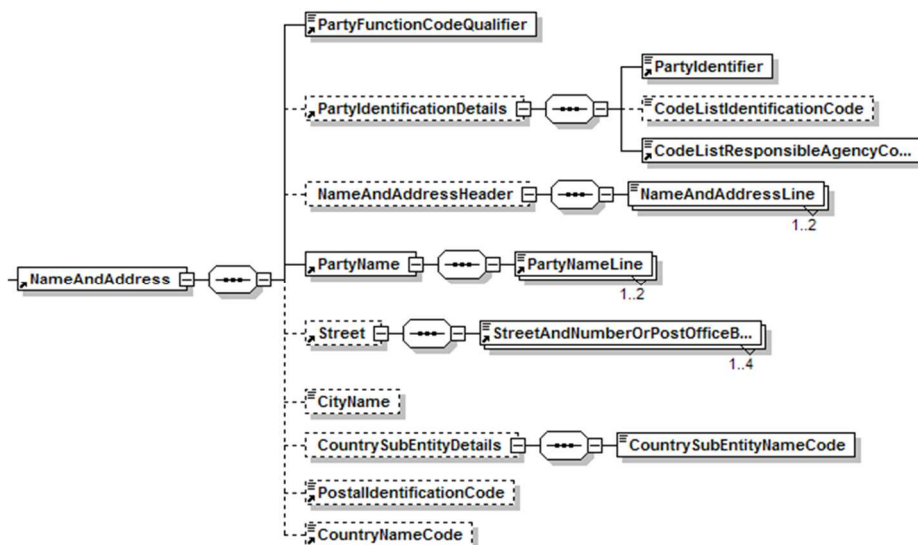 PartyFunctionCodeQualifier
PartyIdentifier
PartyIdentificationDetails
CodeListIdentificationCode
CodeListResponsibleAgencyCo...
NameAndAddressHeader
NameAndAddressLine
1..2
NameAndAddress
PartyName
PartyNameLine
1..2
Street
StreetAndNumberOrPostOfficeB...
1..4
CityName
CountrySubEntityDetails
CountrySubEntityNameCode
PostalIdentificationCode
CountryNameCode